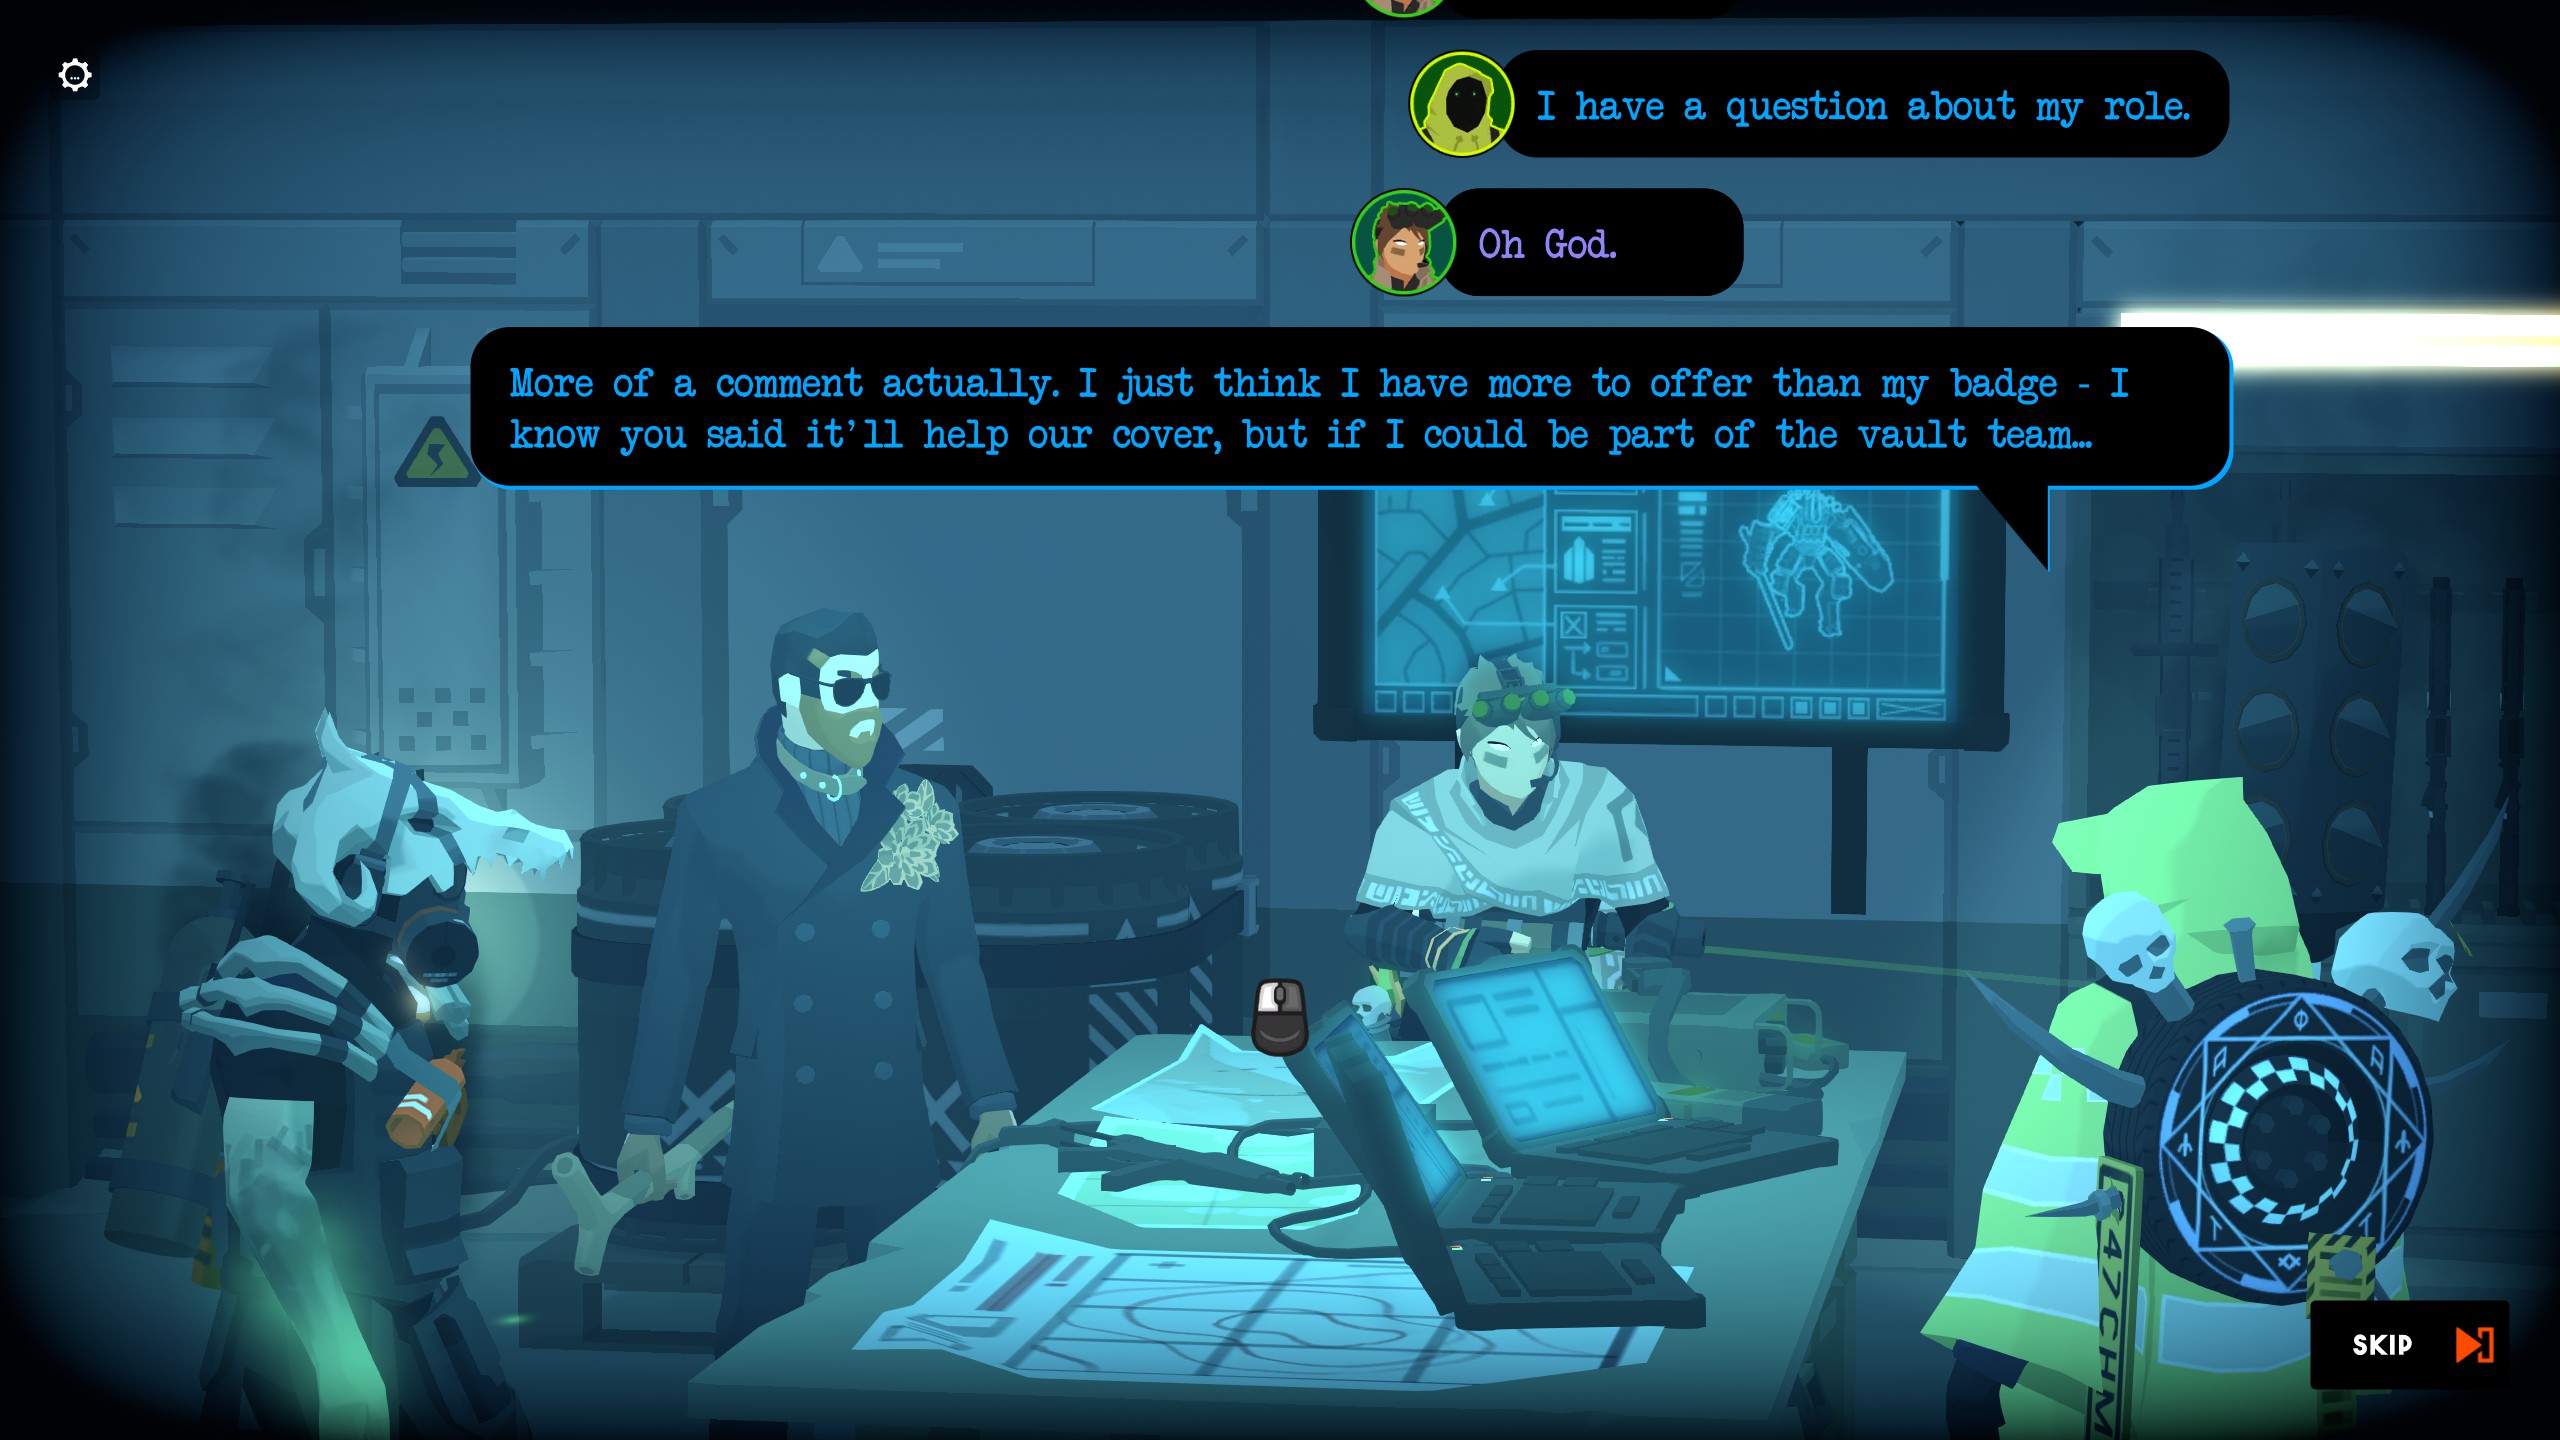 I have a question about my role.
Oh God.
More of a comment actually. I just think I have more to offer than my badge - I
know you said it'll help our cover, but if I could be part of the vault team…
47CHM
SKIP